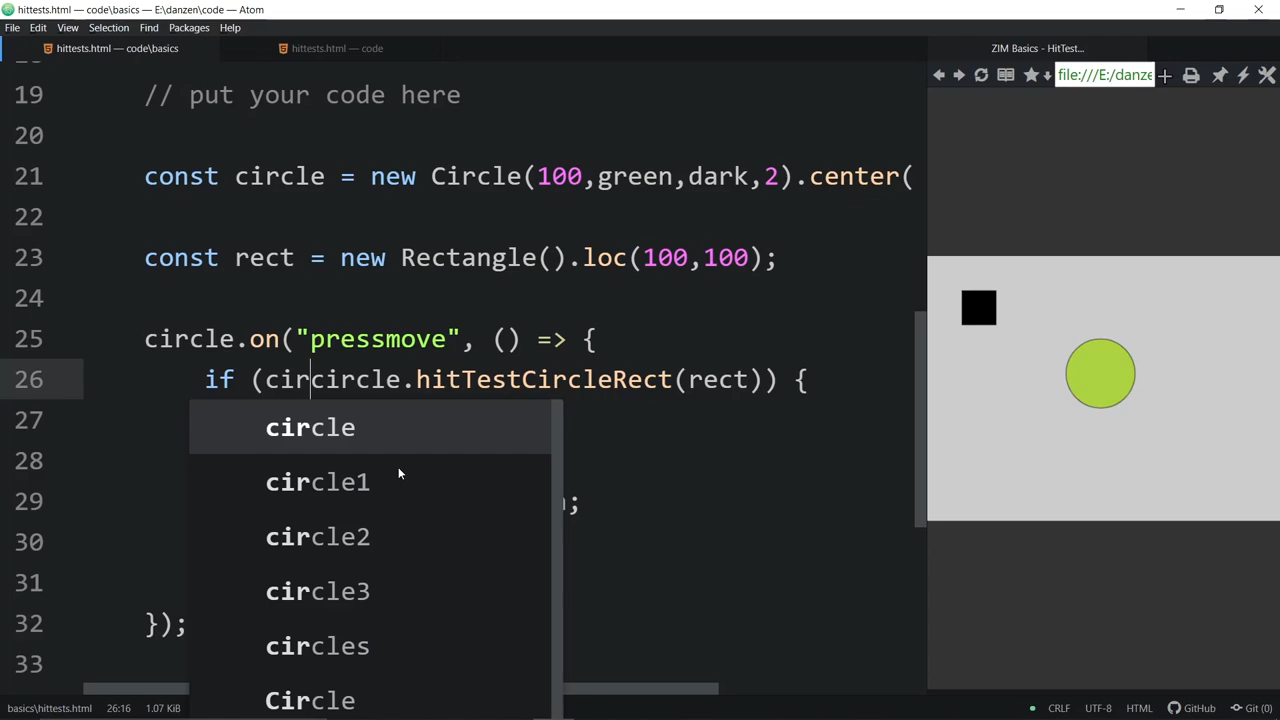 hittests.html — code\basics — E:\danzen\code — Atom
File Edit View Selection Find Packages Help
hittests.html — code\basics hittests.html — code ZIM Basics - HitTest...
file:///E:/danze
19 // put your code here
20
21 const circle = new Circle(100,green,dark,2).center(
22
23 const rect = new Rectangle().loc(100,100);
24
25 circle.on("pressmove", () => {
26 if (circircle.hitTestCircleRect(rect)) {
27 circle
28 circle1
29 ;
30 circle2
31 circle3
32 });
circles
33
Circle
basics\hittests.html 26:16 1.07 KiB CRLF UTF-8 HTML GitHub Git (0)